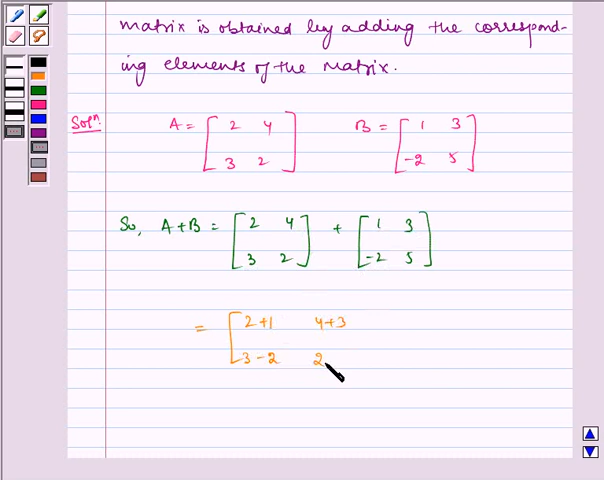 matrix is obtained by adding the correspond-
ing elements of the matrix.
Solⁿ. A = [ 2 4 B = [ 1 3
3 2 ] -2 5 ]
So, A+B = [ 2 4 + [ 1 3
3 2 ] -2 5 ]
= [ 2+1 4+3
3-2 2